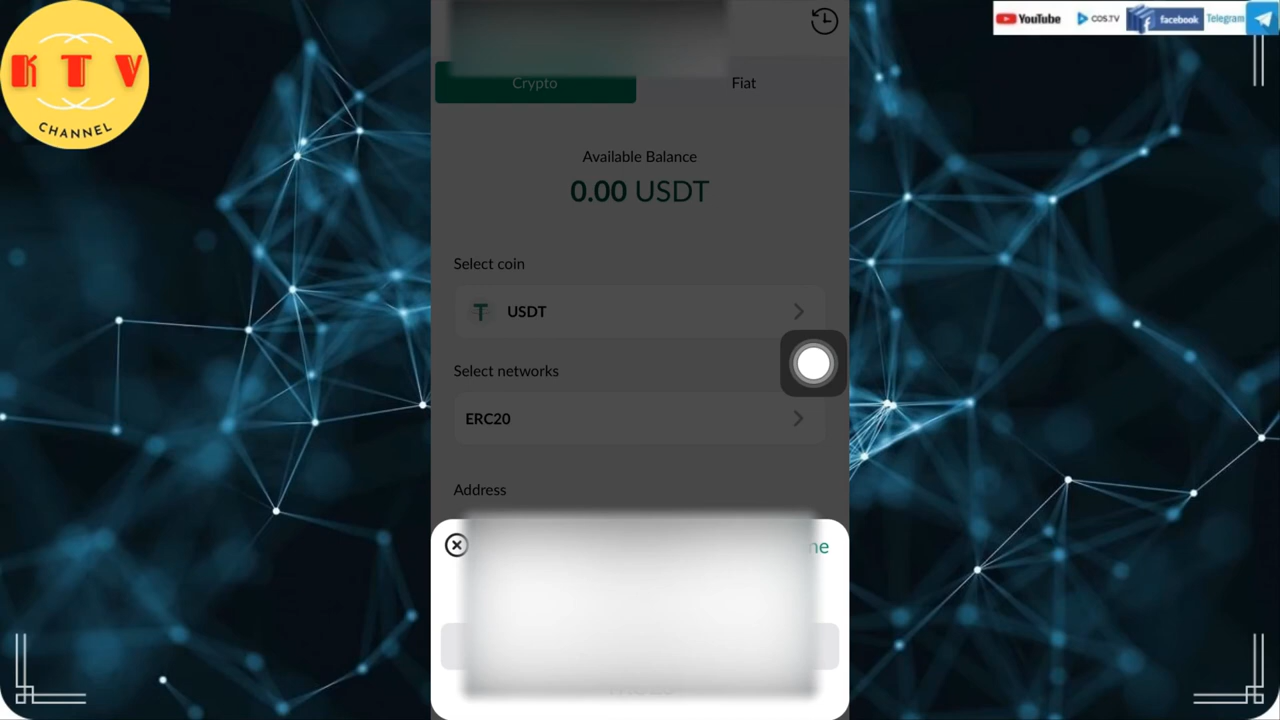 KTV
CHANNEL
YouTube
COS.TV
facebook
Telegram
Crypto
Fiat
Available Balance
0.00 USDT
Select coin
USDT
Select networks
ERC20
Address